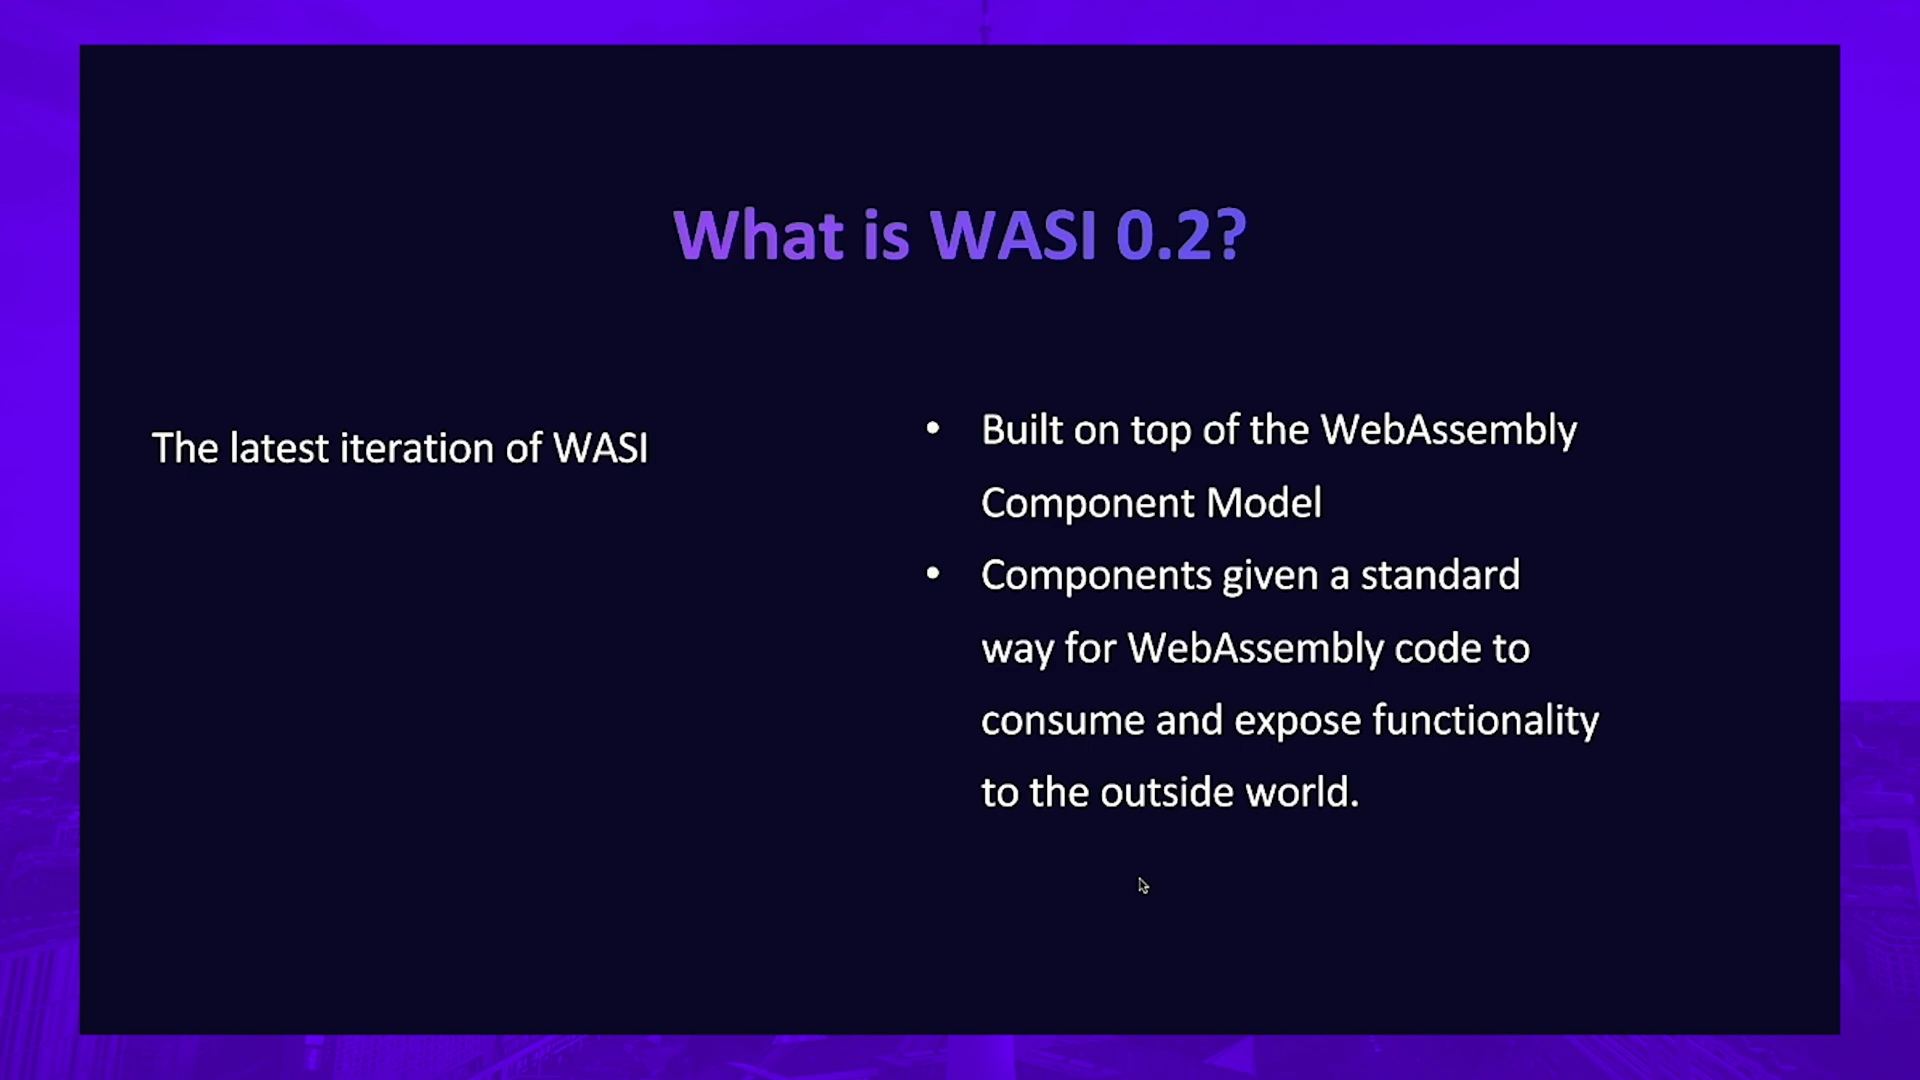 What is WASI 0.2?
The latest iteration of WASI
• Built on top of the WebAssembly
Component Model
• Components given a standard
way for WebAssembly code to
consume and expose functionality
to the outside world.